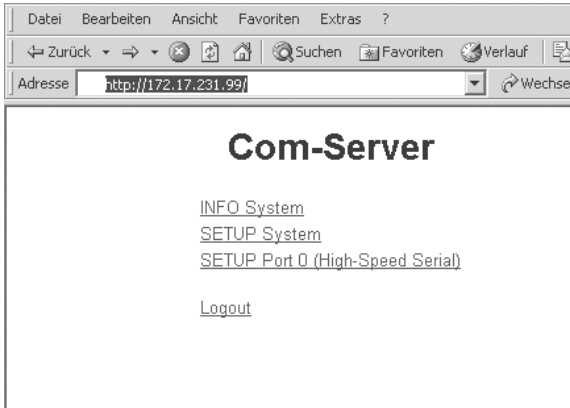 Datei Bearbeiten Ansicht Favoriten Extras ?
Zurück Suchen Favoriten Verlauf
Adresse http://172.17.231.99/ Wechse
Com-Server
INFO System
SETUP System
SETUP Port 0 (High-Speed Serial)
Logout